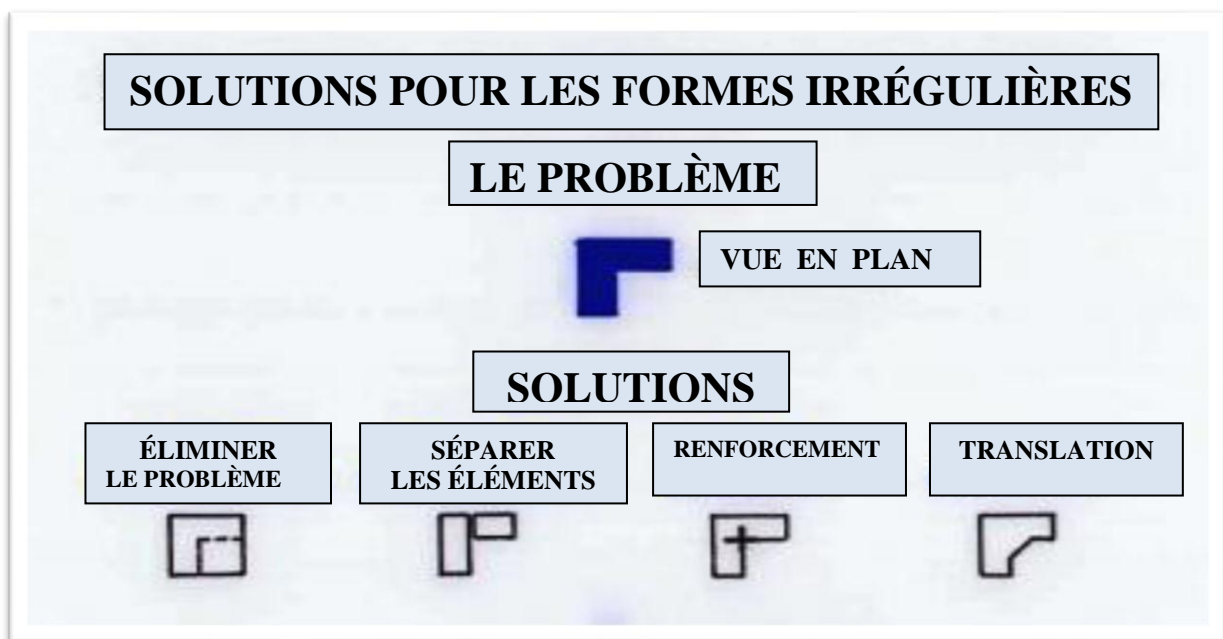 SOLUTIONS POUR LES FORMES IRRÉGULIÈRES
LE PROBLÈME
VUE EN PLAN
SOLUTIONS
ÉLIMINER
LE PROBLÈME
SÉPARER
LES ÉLÉMENTS
RENFORCEMENT
TRANSLATION